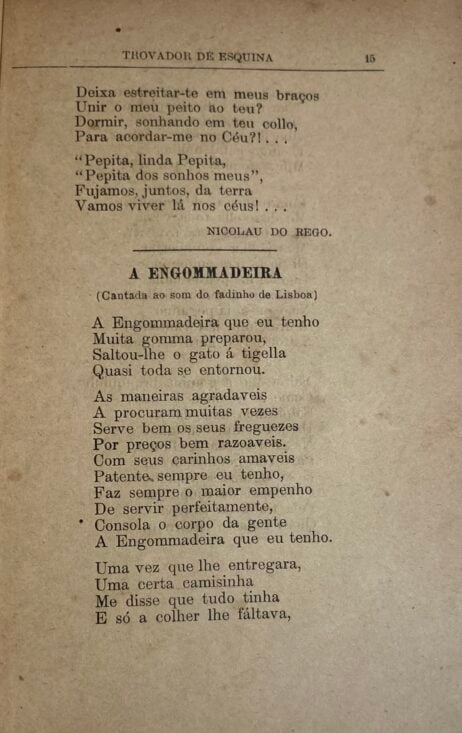 TROVADOR DE ESQUINA 15
Deixa estreitar-te em meus braços
Unir o meu peito ao teu?
Dormir, sonhando em teu collo,
Para acordar-me no Céu?!...
"Pepita, linda Pepita,
"Pepita dos sonhos meus",
Fujamos, juntos, da terra
Vamos viver lá nos céus!...
NICOLAU DO REGO.
A ENGOMMADEIRA
(Cantada ao som do fadinho de Lisboa)
A Engommadeira que eu tenho
Muita gomma preparou,
Saltou-lhe o gato á tigella
Quasi toda se entornou.
As maneiras agradaveis
A procuram muitas vezes
Serve bem os seus freguezes
Por preços bem razoaveis.
Com seus carinhos amaveis
Patente sempre eu tenho,
Faz sempre o maior empenho
De servir perfeitamente,
Consola o corpo da gente
A Engommadeira que eu tenho.
Uma vez que lhe entregara,
Uma certa camisinha
Me disse que tudo tinha
E só a colher lhe fáltava,